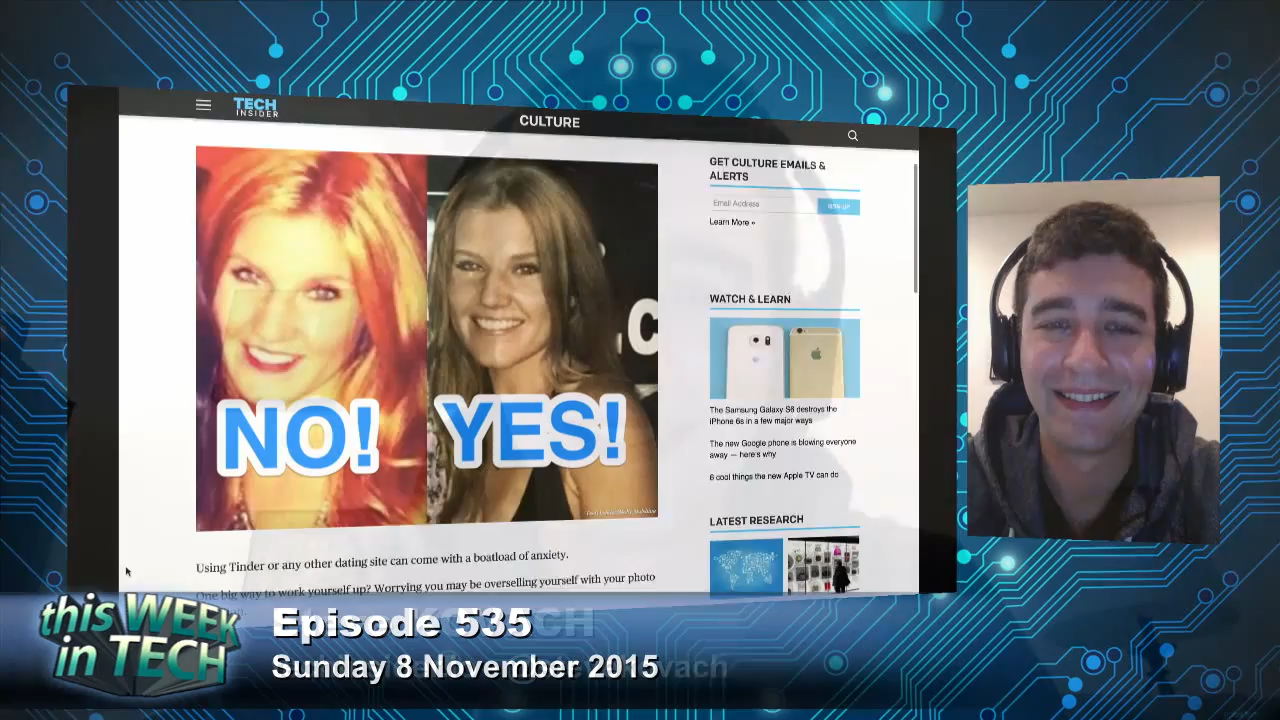 TECH
INSIDER
CULTURE
NO!
YES!
GET CULTURE EMAILS &
ALERTS
Email Address
SIGN-UP
Learn More »
WATCH & LEARN
The Samsung Galaxy S6 destroys the
iPhone 6s in a few major ways
The new Google phone is blowing everyone
away — here's why
6 cool things the new Apple TV can do
LATEST RESEARCH
Using Tinder or any other dating site can come with a boatload of anxiety.
One big way to work yourself up? Worrying you may be overselling yourself with your photo
this WEEK
in TECH
Episode 535
Sunday 8 November 2015